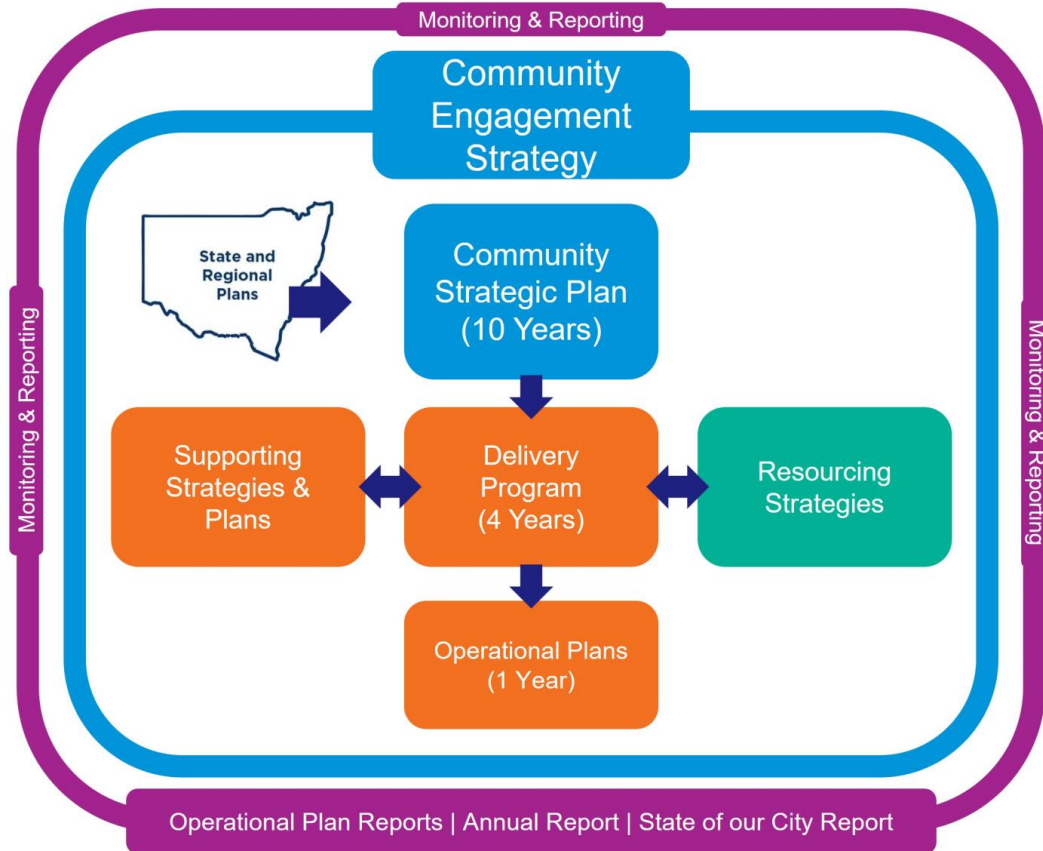 Monitoring & Reporting
Community
Engagement
Strategy
State and
Regional
Plans
Community
Strategic Plan
(10 Years)
Monitoring & Reporting
Monitoring & Reporting
Supporting
Strategies &
Plans
Delivery
Program
(4 Years)
Resourcing
Strategies
Operational Plans
(1 Year)
Operational Plan Reports | Annual Report | State of our City Report